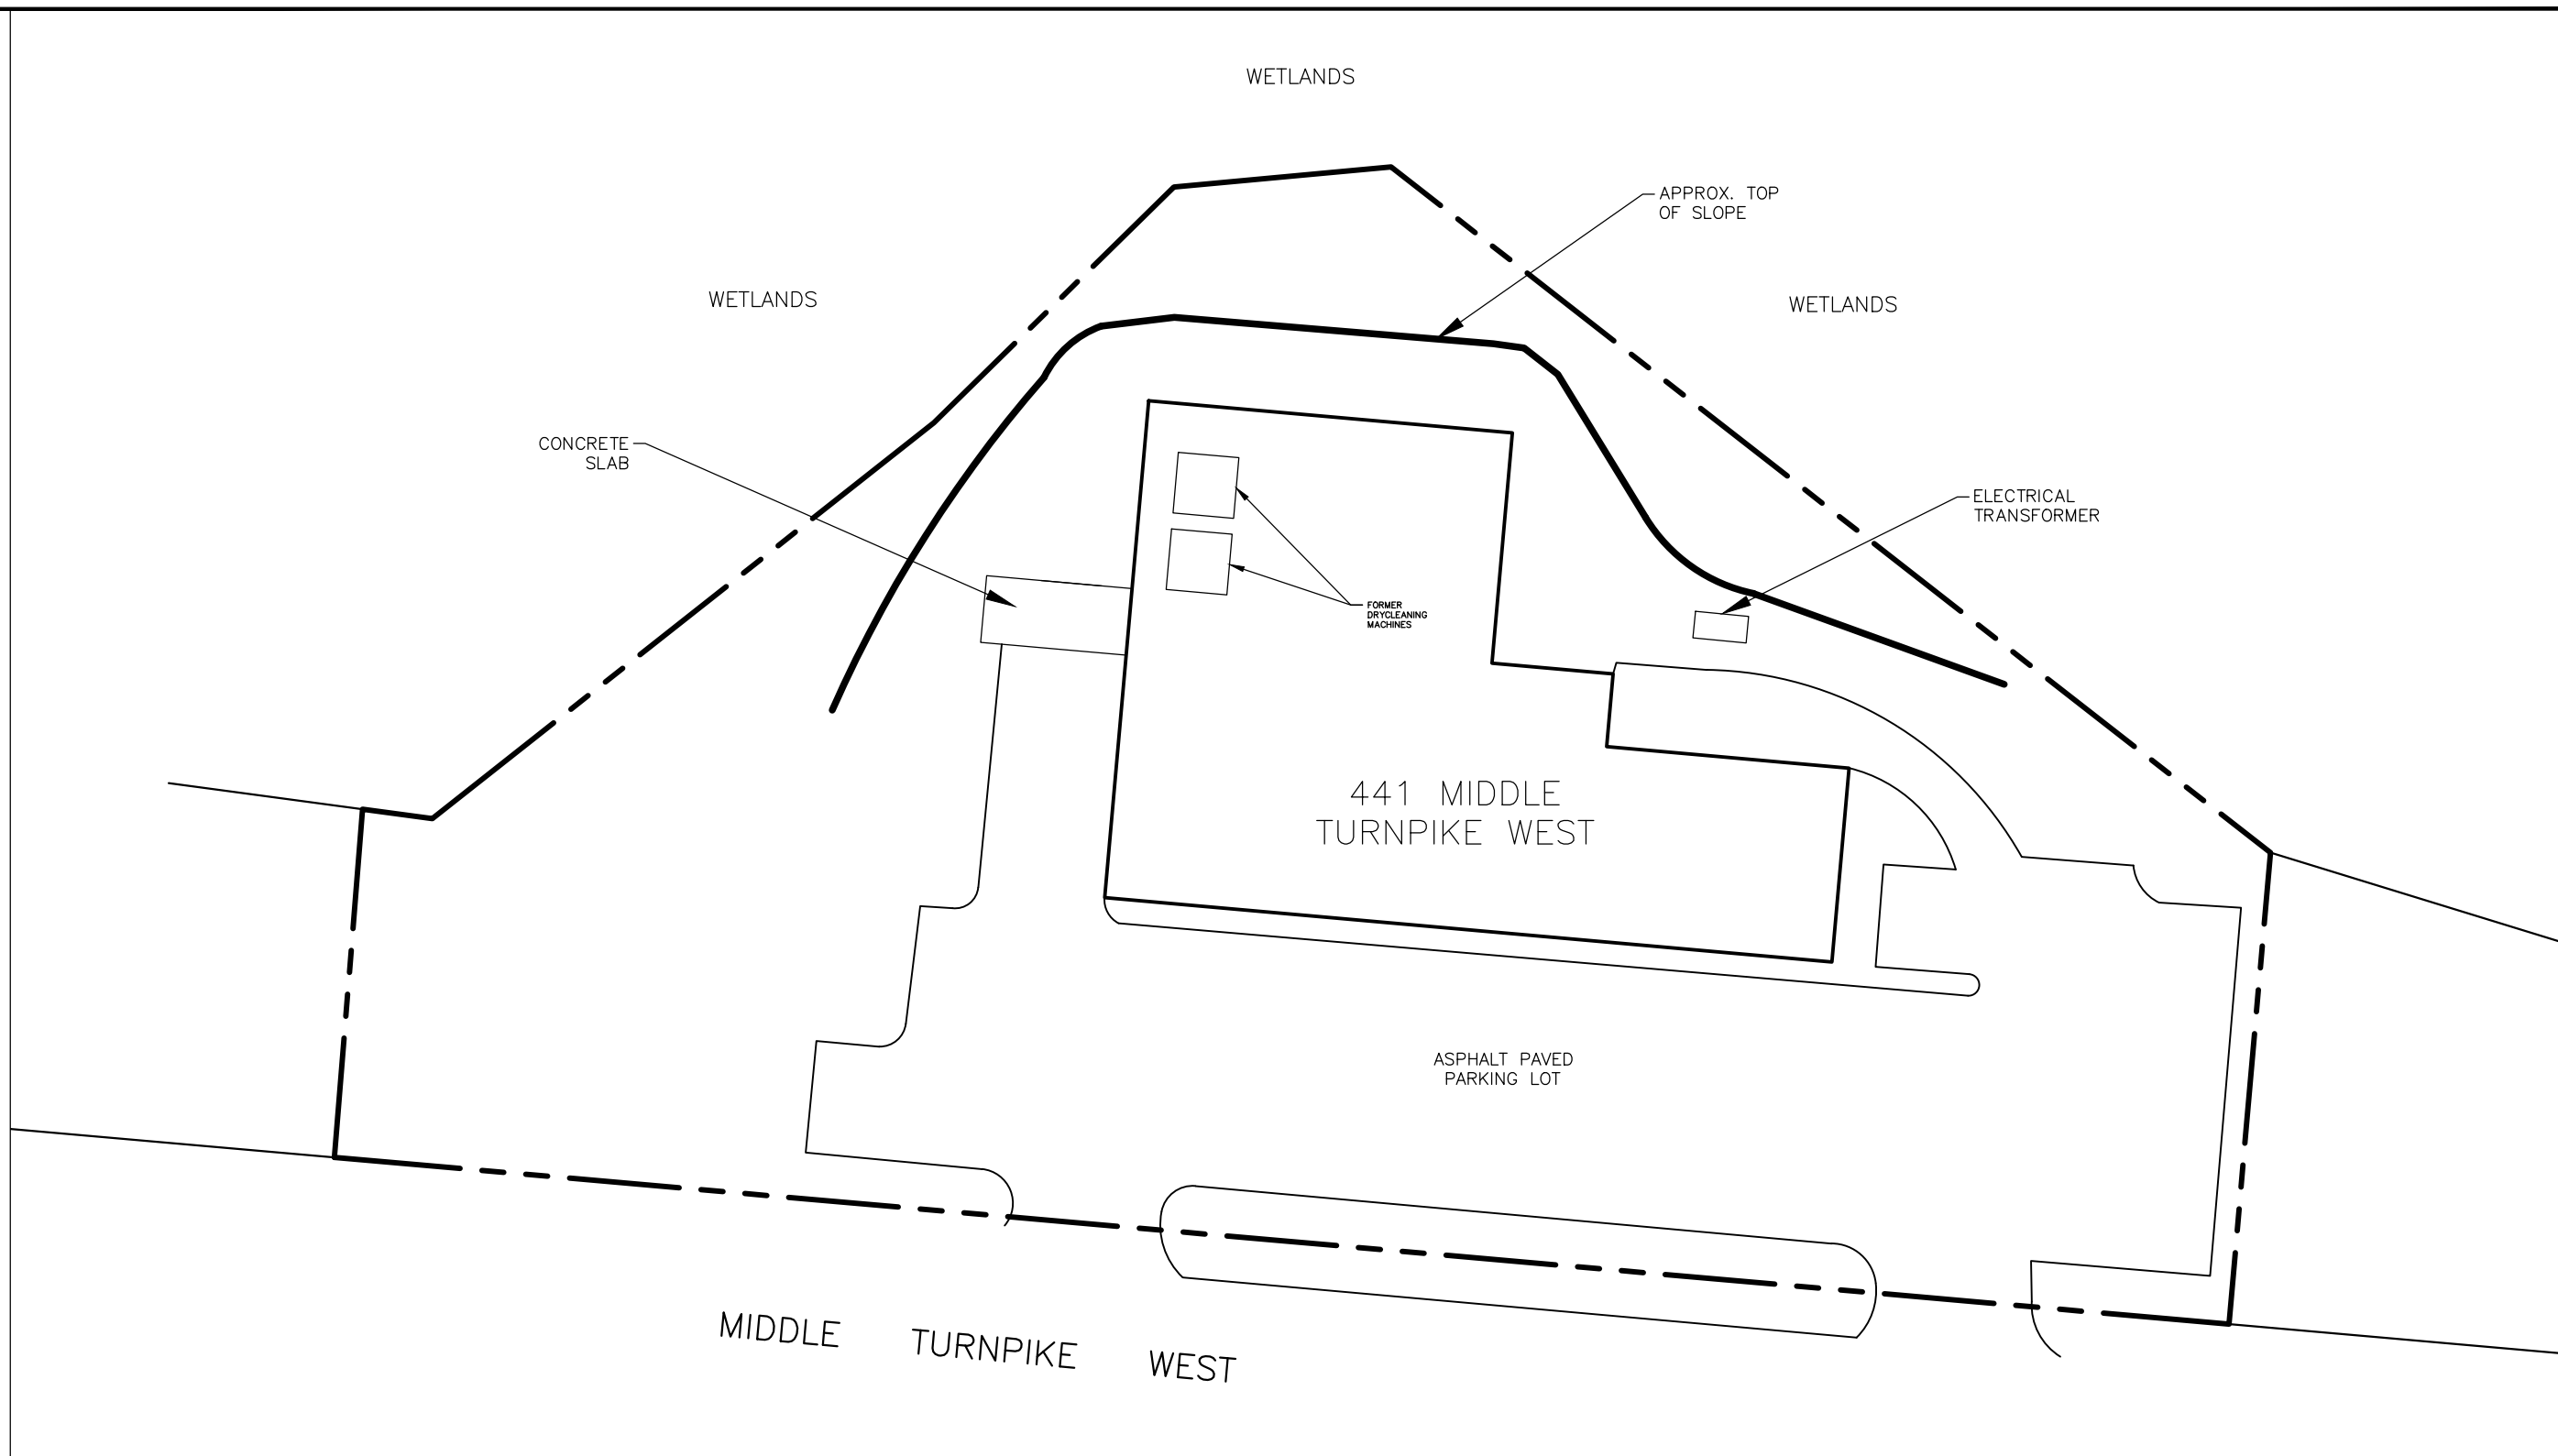 WETLANDS
APPROX. TOP
OF SLOPE
WETLANDS
WETLANDS
CONCRETE
SLAB
ELECTRICAL
TRANSFORMER
FORMER
DRYCLEANING
MACHINES
441 MIDDLE
TURNPIKE WEST
ASPHALT PAVED
PARKING LOT
MIDDLE TURNPIKE WEST